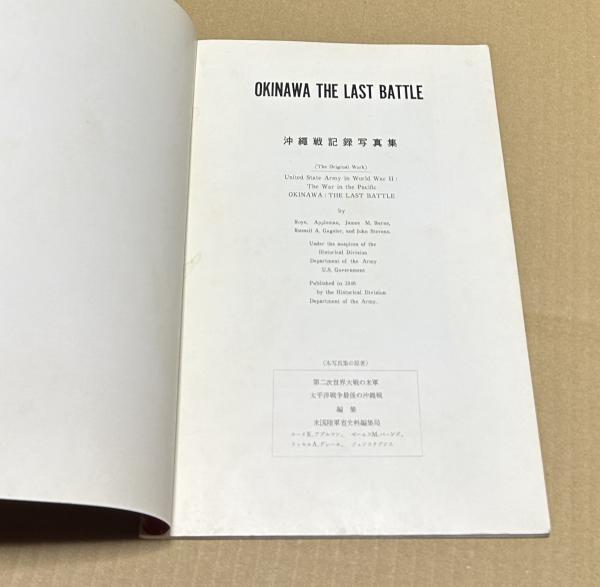 OKINAWA THE LAST BATTLE
沖縄戦記録写真集
(The Original Work)
United State Army in World War II :
The War in the Pacific
OKINAWA : THE LAST BATTLE
by
Roys, Appleman, James M. Burns,
Russell A. Gugeler, and John Stevens.
Under the auspices of the
Historical Division
Department of the Army
U.S. Government
Published in 1948
by the Historical Division
Department of the Army.
(本写真集の原著)
第二次世界大戦の米軍
太平洋戦争最後の沖縄戦
編集
米国陸軍省史料編集局